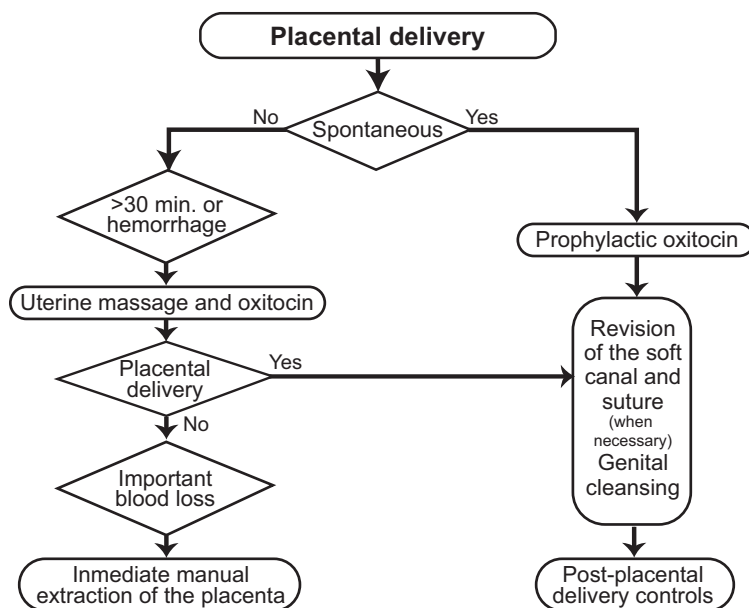 Placental delivery
Spontaneous
No
Yes
>30 min. or
hemorrhage
Prophylactic oxitocin
Uterine massage and oxitocin
Placental
delivery
Yes
No
Revision
of the soft
canal and
suture
(when
necessary)
Genital
cleansing
Important
blood loss
Inmediate manual
extraction of the placenta
Post-placental
delivery controls